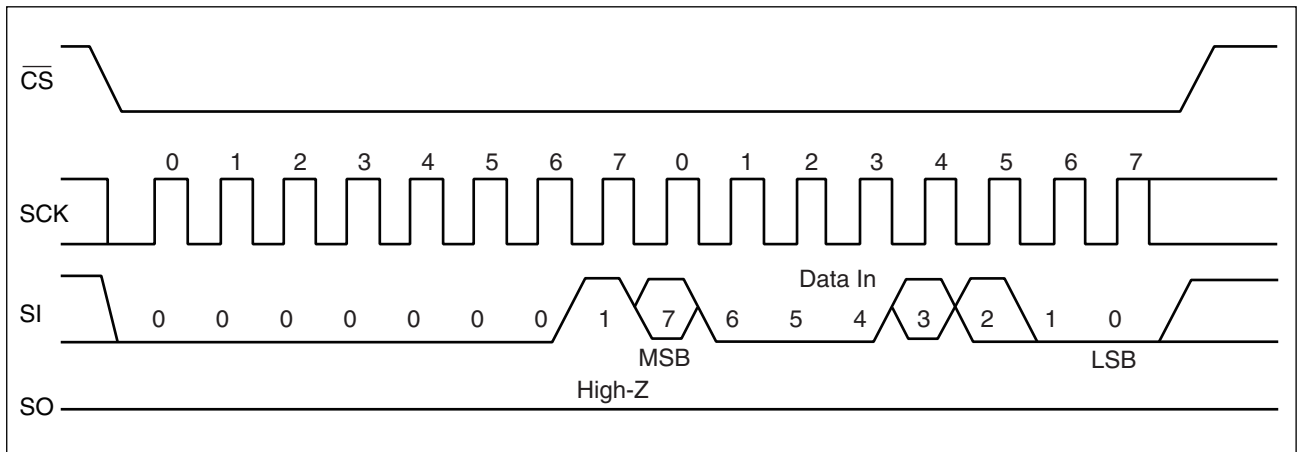 CS
0 1 2 3 4 5 6 7 0 1 2 3 4 5 6 7
SCK
Data In
SI 0 0 0 0 0 0 0 1 7 6 5 4 3 2 1 0
MSB LSB
High-Z
SO